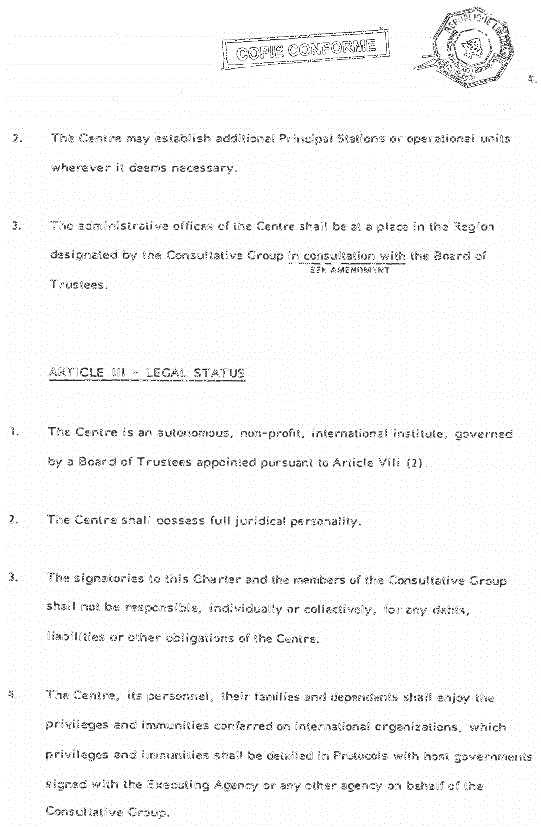 COPIE CONFORME
2. The Centre may establish additional Principal Stations or operational units
wherever it deems necessary.
3. The administrative offices of the Centre shall be at a place in the Region
designated by the Consultative Group in consultation with the Board of
SEE AMENDMENT
Trustees.
ARTICLE III - LEGAL STATUS
1. The Centre is an autonomous, non-profit, international institute, governed
by a Board of Trustees appointed pursuant to Article VIII (2).
2. The Centre shall possess full juridical personality.
3. The signatories to this Charter and the members of the Consultative Group
shall not be responsible, individually or collectively, for any debts,
liabilities or other obligations of the Centre.
4. The Centre, its personnel, their families and dependants shall enjoy the
privileges and immunities conferred on international organizations, which
privileges and immunities shall be detailed in Protocols with host governments
signed with the Executing Agency or any other agency on behalf of the
Consultative Group.